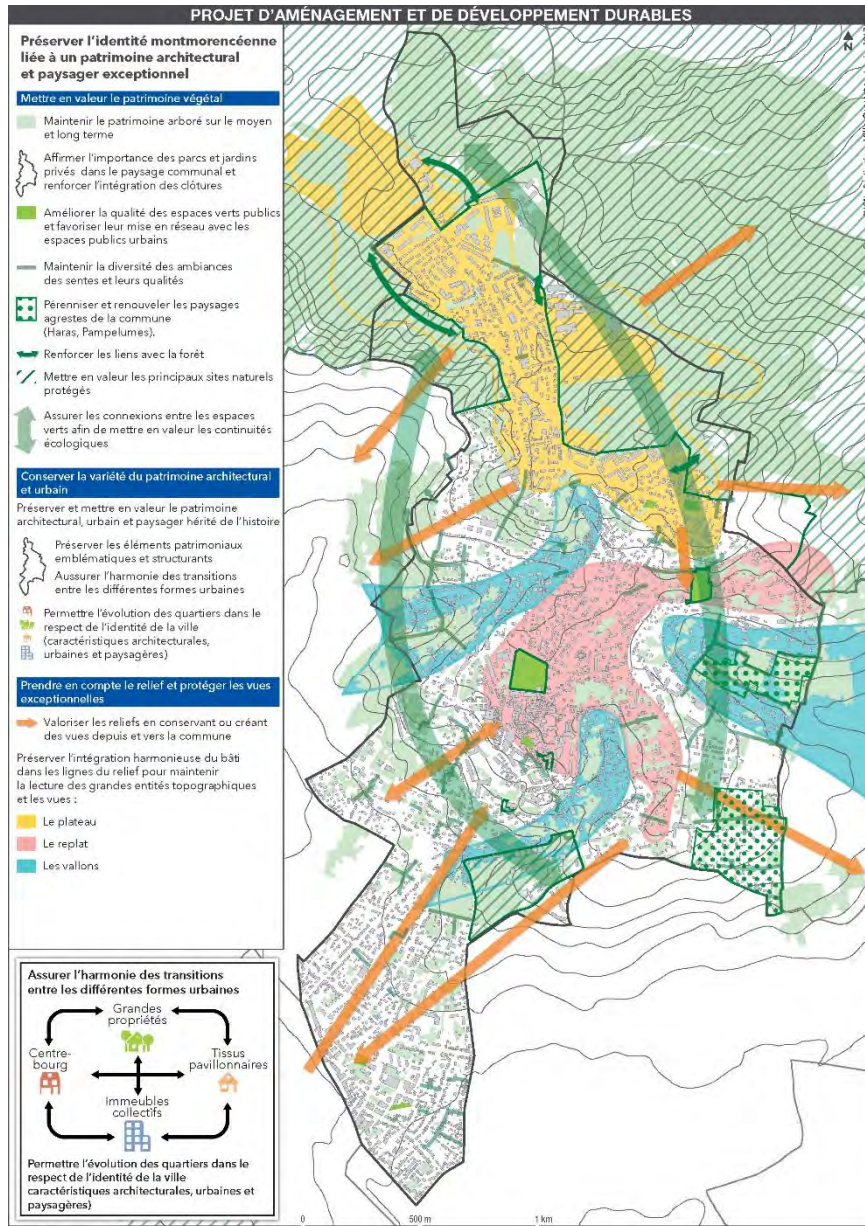 PROJET D'AMÉNAGEMENT ET DE DÉVELOPPEMENT DURABLES
Préserver l'identité montmorencéenne
liée à un patrimoine architectural
et paysager exceptionnel
Mettre en valeur le patrimoine végétal
Maintenir le patrimoine arboré sur le moyen
et long terme
Affirmer l'importance des parcs et jardins
privés dans le paysage communal et
renforcer l'intégration des clôtures
Améliorer la qualité des espaces verts publics
et favoriser leur mise en réseau avec les
espaces publics urbains
Maintenir la diversité des ambiances
des sentes et leurs qualités
Pérenniser et renouveler les paysages
agrestes de la commune
(Haras, Pampelumes).
Renforcer les liens avec la forêt
Mettre en valeur les principaux sites naturels
protégés
Assurer les connexions entre les espaces
verts afin de mettre en valeur les continuités
écologiques
Conserver la variété du patrimoine architectural
et urbain
Préserver et mettre en valeur le patrimoine
architectural, urbain et paysager hérité de l'histoire
Préserver les éléments patrimoniaux
emblématiques et structurants
Aussurer l'harmonie des transitions
entre les différentes formes urbaines
Permettre l'évolution des quartiers dans le
respect de l'identité de la ville
(caractéristiques architecturales,
urbaines et paysagères)
Prendre en compte le relief et protéger les vues
exceptionnelles
Valoriser les reliefs en conservant ou créant
des vues depuis et vers la commune
Préserver l'intégration harmonieuse du bâti
dans les lignes du relief pour maintenir
la lecture des grandes entités topographiques
et les vues :
Le plateau
Le replat
Les vallons
Assurer l'harmonie des transitions
entre les différentes formes urbaines
Grandes
propriétés
Centre-
bourg
Tissus
pavillonnaires
Immeubles
collectifs
Permettre l'évolution des quartiers dans le
respect de l'identité de la ville
caractéristiques architecturales, urbaines et
paysagères)
N
0 500 m 1 km